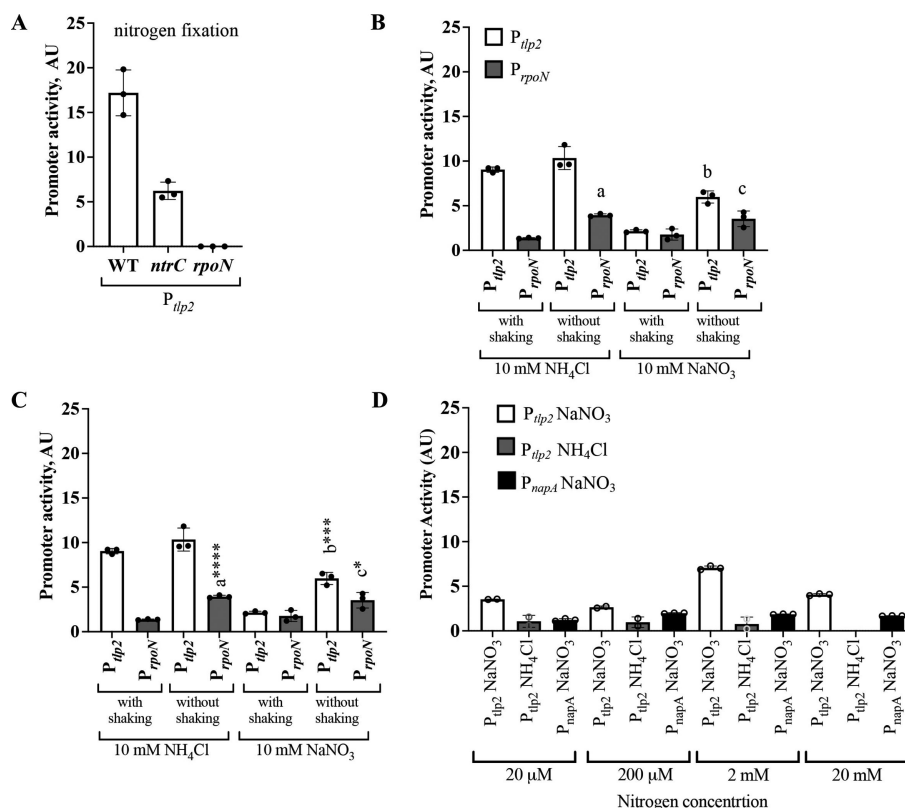 A
nitrogen fixation
Promoter activity, AU
25
20
15
10
5
0
WT ntrC rpoN
Ptlp2
B
Ptlp2
PrpoN
Promoter activity, AU
25
20
15
10
5
0
a
b
c
Ptlp2 PrpoN Ptlp2 PrpoN Ptlp2 PrpoN Ptlp2 PrpoN
with shaking
without shaking
with shaking
without shaking
10 mM NH4Cl
10 mM NaNO3
C
Promoter activity, AU
25
20
15
10
5
0
a****
b***
c*
Ptlp2 PrpoN Ptlp2 PrpoN Ptlp2 PrpoN Ptlp2 PrpoN
with shaking
without shaking
with shaking
without shaking
10 mM NH4Cl
10 mM NaNO3
D
Ptlp2 NaNO3
Ptlp2 NH4Cl
PnapA NaNO3
Promoter Activity (AU)
25
20
15
10
5
0
Ptlp2 NaNO3
Ptlp2 NH4Cl
PnapA NaNO3
Ptlp2 NaNO3
Ptlp2 NH4Cl
PnapA NaNO3
Ptlp2 NaNO3
Ptlp2 NH4Cl
PnapA NaNO3
Ptlp2 NaNO3
Ptlp2 NH4Cl
PnapA NaNO3
20 μM
200 μM
2 mM
20 mM
Nitrogen concentrtion